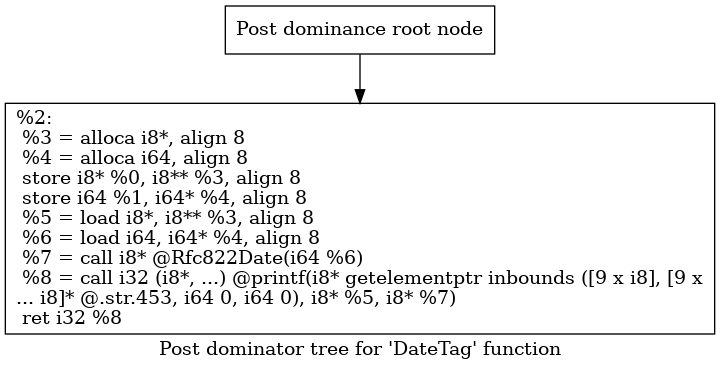 Post dominance root node
%2:
%3 = alloca i8*, align 8
%4 = alloca i64, align 8
store i8* %0, i8** %3, align 8
store i64 %1, i64* %4, align 8
%5 = load i8*, i8** %3, align 8
%6 = load i64, i64* %4, align 8
%7 = call i8* @Rfc822Date(i64 %6)
%8 = call i32 (i8*, ...) @printf(i8* getelementptr inbounds ([9 x i8], [9 x
... i8]* @.str.453, i64 0, i64 0), i8* %5, i8* %7)
ret i32 %8
Post dominator tree for 'DateTag' function